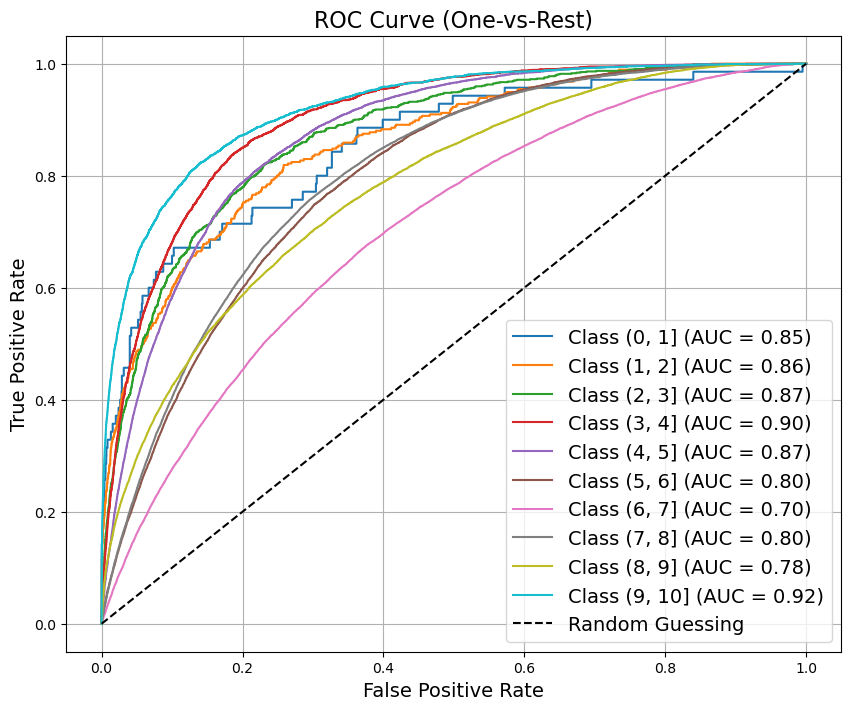 ROC Curve (One-vs-Rest)
True Positive Rate
1.0
0.8
0.6
0.4
0.2
0.0
0.0 0.2 0.4 0.6 0.8 1.0
False Positive Rate
Class (0, 1] (AUC = 0.85)
Class (1, 2] (AUC = 0.86)
Class (2, 3] (AUC = 0.87)
Class (3, 4] (AUC = 0.90)
Class (4, 5] (AUC = 0.87)
Class (5, 6] (AUC = 0.80)
Class (6, 7] (AUC = 0.70)
Class (7, 8] (AUC = 0.80)
Class (8, 9] (AUC = 0.78)
Class (9, 10] (AUC = 0.92)
Random Guessing